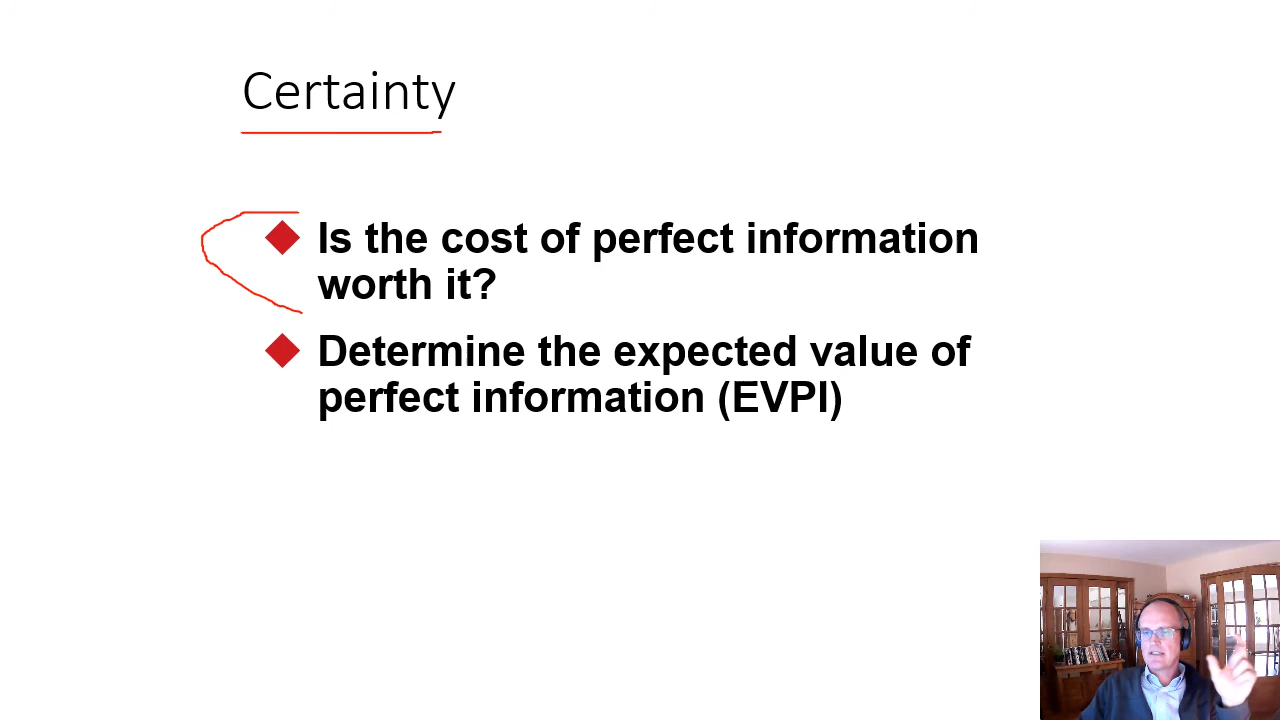 Certainty
Is the cost of perfect information
worth it?
Determine the expected value of
perfect information (EVPI)